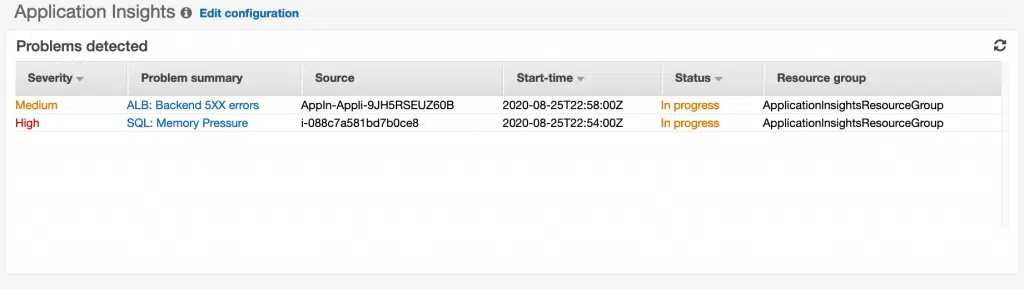 Application Insights Edit configuration
Problems detected
Severity Problem summary Source Start-time Status Resource group
Medium ALB: Backend 5XX errors AppIn-Appli-9JH5RSEUZ60B 2020-08-25T22:58:00Z In progress ApplicationInsightsResourceGroup
High SQL: Memory Pressure i-088c7a581bd7b0ce8 2020-08-25T22:54:00Z In progress ApplicationInsightsResourceGroup